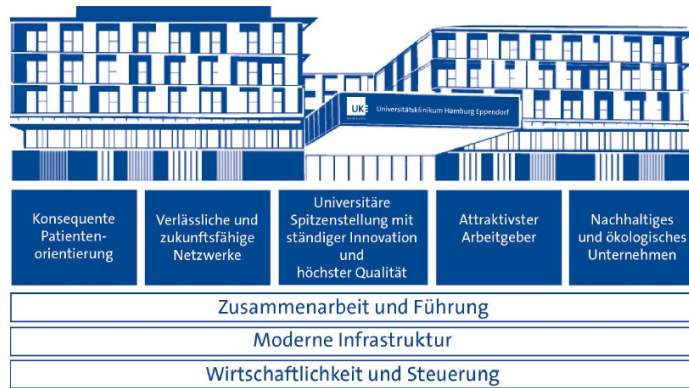 UKE
HAMBURG
Universitätsklinikum Hamburg Eppendorf
Konsequente
Patienten-
orientierung
Verlässliche und
zukunftsfähige
Netzwerke
Universitäre
Spitzenstellung mit
ständiger Innovation
und
höchster Qualität
Attraktivster
Arbeitgeber
Nachhaltiges
und ökologisches
Unternehmen
Zusammenarbeit und Führung
Moderne Infrastruktur
Wirtschaftlichkeit und Steuerung